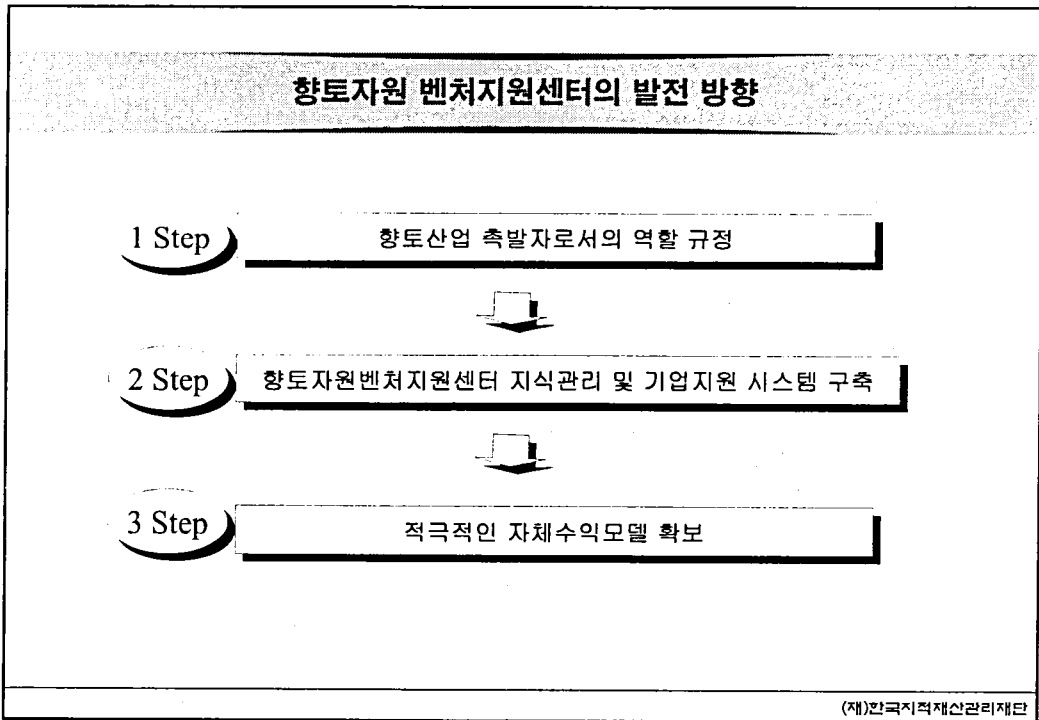 향토자원 벤처지원센터의 발전 방향
1 Step
향토산업 촉발자로서의 역할 규정
2 Step
향토자원벤처지원센터 지식관리 및 기업지원 시스템 구축
3 Step
적극적인 자체수익모델 확보
(재)한국지적재산관리재단